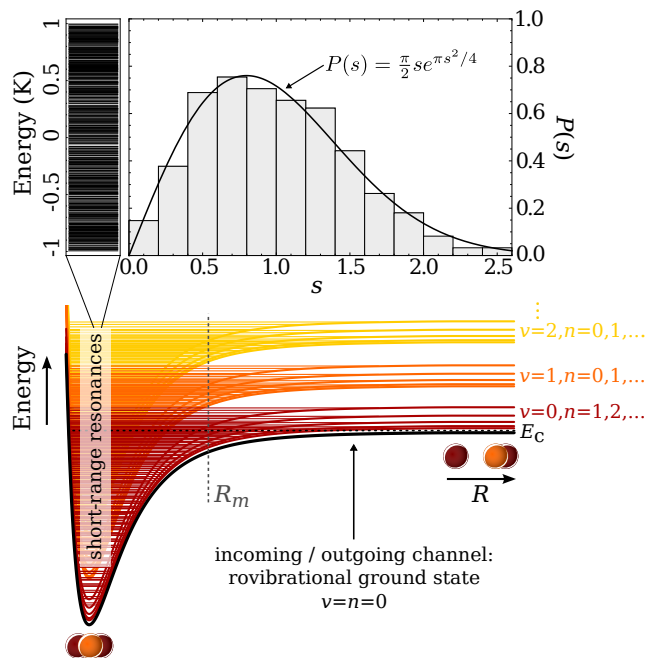 Energy (K)
1
0.5
0
-0.5
-1
P(s) = π/2 se^{πs²/4}
1.0
0.8
0.6
0.4
0.2
0.0
P(s)
0.0 0.5 1.0 1.5 2.0 2.5
s
Energy
short-range resonances
R_m
⋮
v=2,n=0,1,...
v=1,n=0,1,...
v=0,n=1,2,...
E_C
R
incoming / outgoing channel:
rovibrational ground state
v=n=0